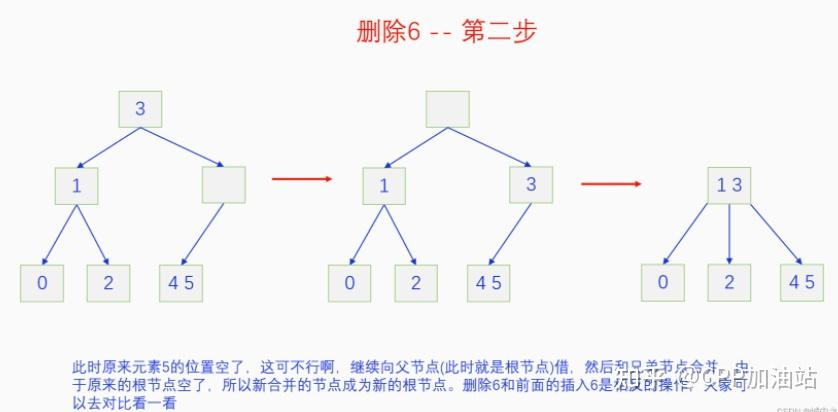 删除6 -- 第二步
3
1
0 2 4 5
1 3
0 2 4 5
1 3
0 2 4 5
此时原来元素5的位置空了，这可不行啊，继续向父节点(此时就是根节点)借，然后和兄弟节点合并，由
于原来的根节点空了，所以新合并的节点成为新的根节点。删除6和前面的插入6是相反的操作，大家可
以去对比看一看
知乎 @CPP加油站